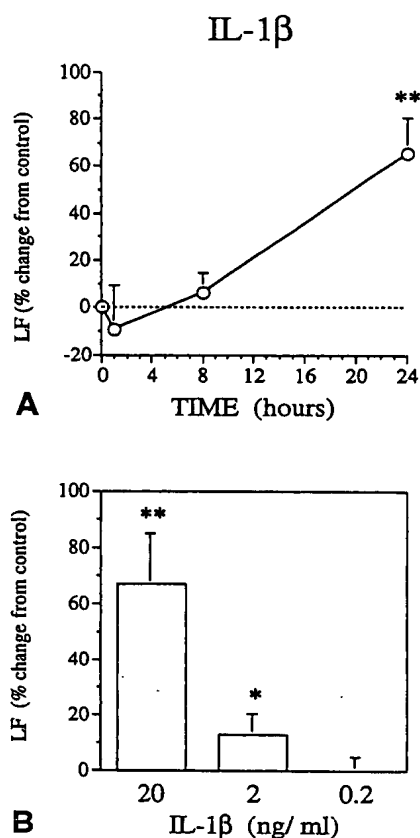 IL-1β
LF (% change from control)
100
80
60
40
20
0
-20
**
0 4 8 12 16 20 24
A
TIME (hours)
LF (% change from control)
100
80
60
40
20
0
**
*
20 2 0.2
B
IL-1β (ng/ ml)